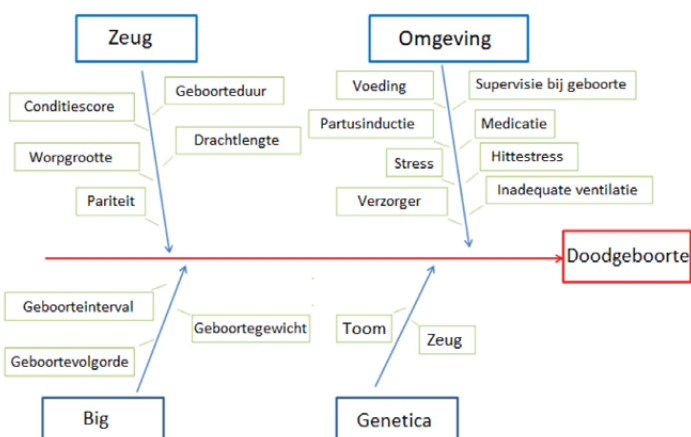 Zeug
Omgeving
Geboorteduur
Conditiescore
Drachtlengte
Worpgrootte
Pariteit
Voeding
Supervisie bij geboorte
Partusinductie
Medicatie
Stress
Hittestress
Inadequate ventilatie
Verzorger
Doodgeboorte
Geboorteinterval
Geboortegewicht
Geboortevolgorde
Toom
Zeug
Big
Genetica